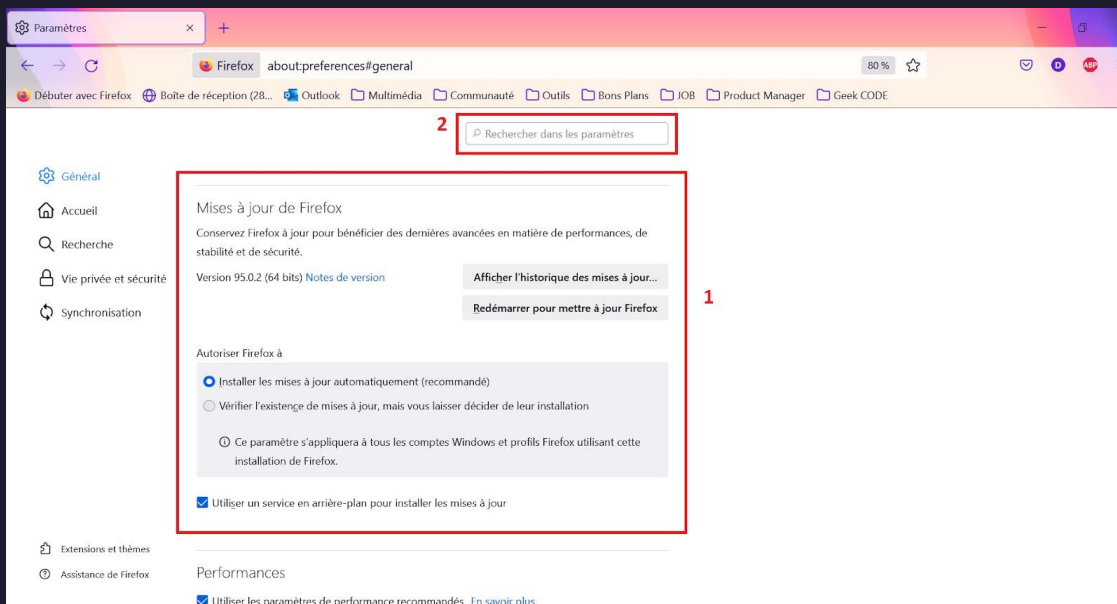 Paramètres
Firefox about:preferences#general 80 %
D ABP
Débuter avec Firefox Boîte de réception (28... Outlook Multimédia Communauté Outils Bons Plans JOB Product Manager Geek CODE
2
Rechercher dans les paramètres
Général
Accueil
Recherche
Vie privée et sécurité
Synchronisation
Extensions et thèmes
Assistance de Firefox
1
Mises à jour de Firefox
Conservez Firefox à jour pour bénéficier des dernières avancées en matière de performances, de
stabilité et de sécurité.
Version 95.0.2 (64 bits) Notes de version
Afficher l'historique des mises à jour...
Redémarrer pour mettre à jour Firefox
Autoriser Firefox à
Installer les mises à jour automatiquement (recommandé)
Vérifier l'existence de mises à jour, mais vous laisser décider de leur installation
Ce paramètre s'appliquera à tous les comptes Windows et profils Firefox utilisant cette
installation de Firefox.
Utiliser un service en arrière-plan pour installer les mises à jour
Performances
Utiliser les paramètres de performance recommandés En savoir plus